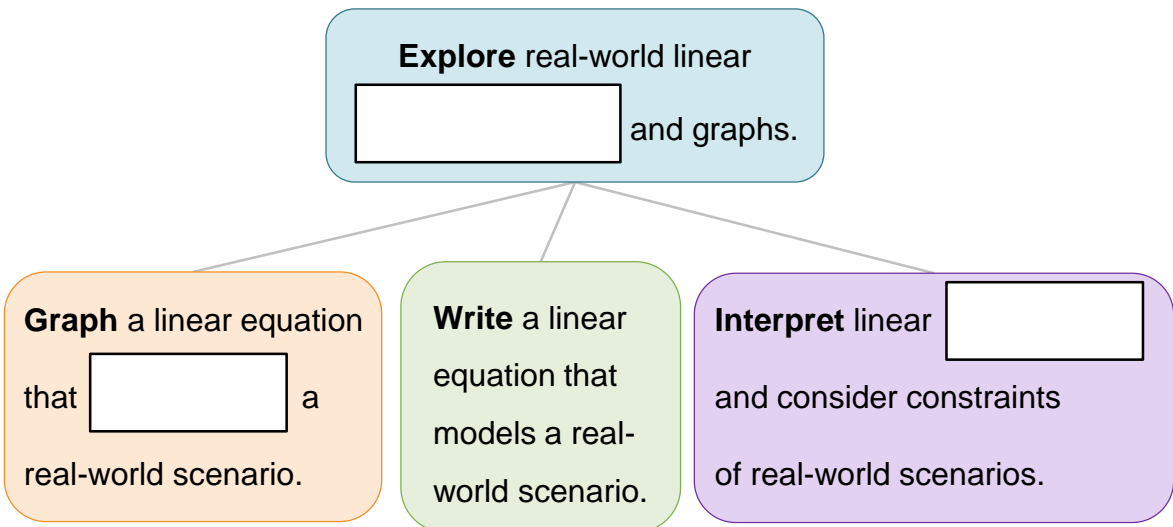 Explore real-world linear
and graphs.
Graph a linear equation
that a
real-world scenario.
Write a linear
equation that
models a real-
world scenario.
Interpret linear
and consider constraints
of real-world scenarios.